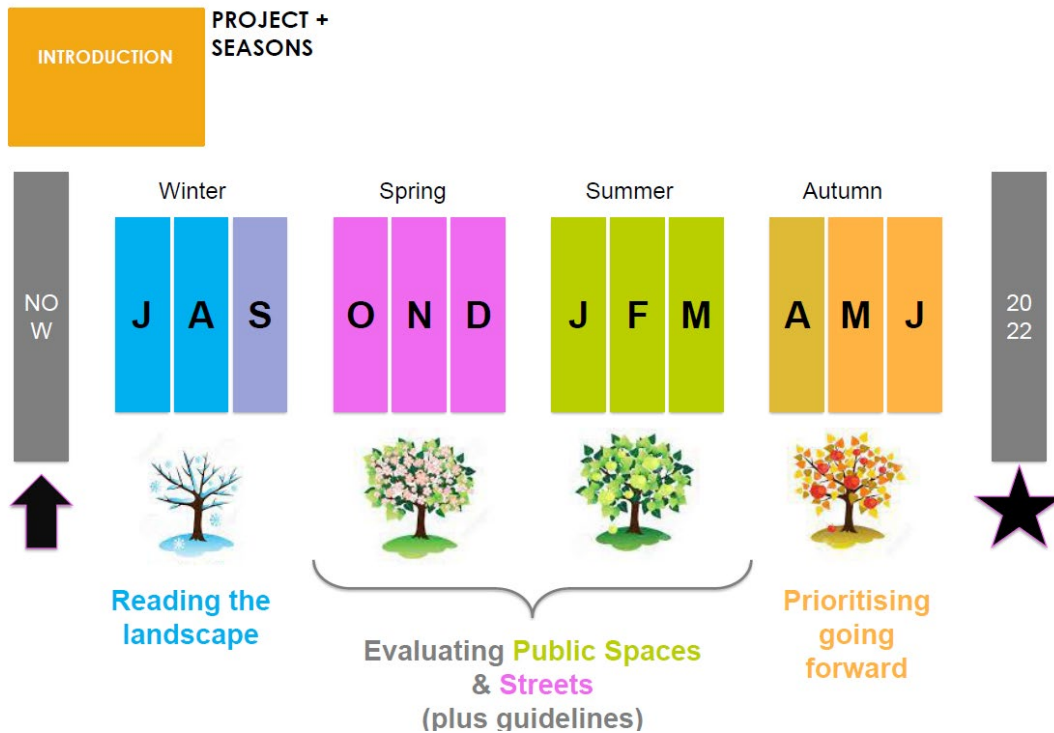 INTRODUCTION
PROJECT +
SEASONS
Winter
Spring
Summer
Autumn
NO
W
J A S
O N D
J F M
A M J
20
22
Reading the
landscape
Evaluating Public Spaces
& Streets
(plus guidelines)
Prioritising
going
forward